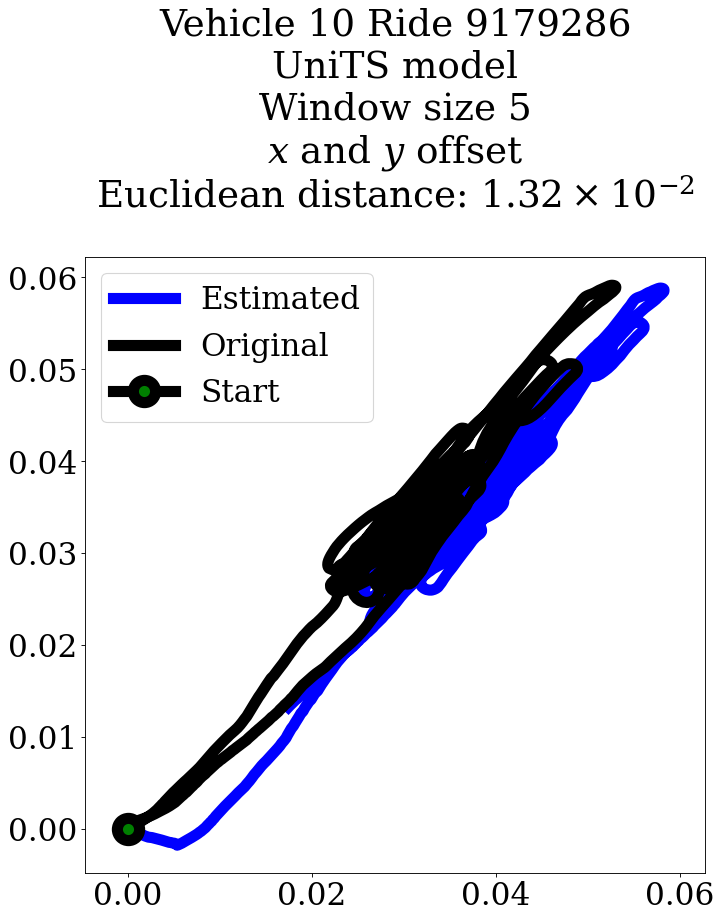 Vehicle 10 Ride 9179286
UniTS model
Window size 5
x and y offset
Euclidean distance: 1.32 × 10⁻²
Estimated
Original
Start
0.06
0.05
0.04
0.03
0.02
0.01
0.00
0.00 0.02 0.04 0.06